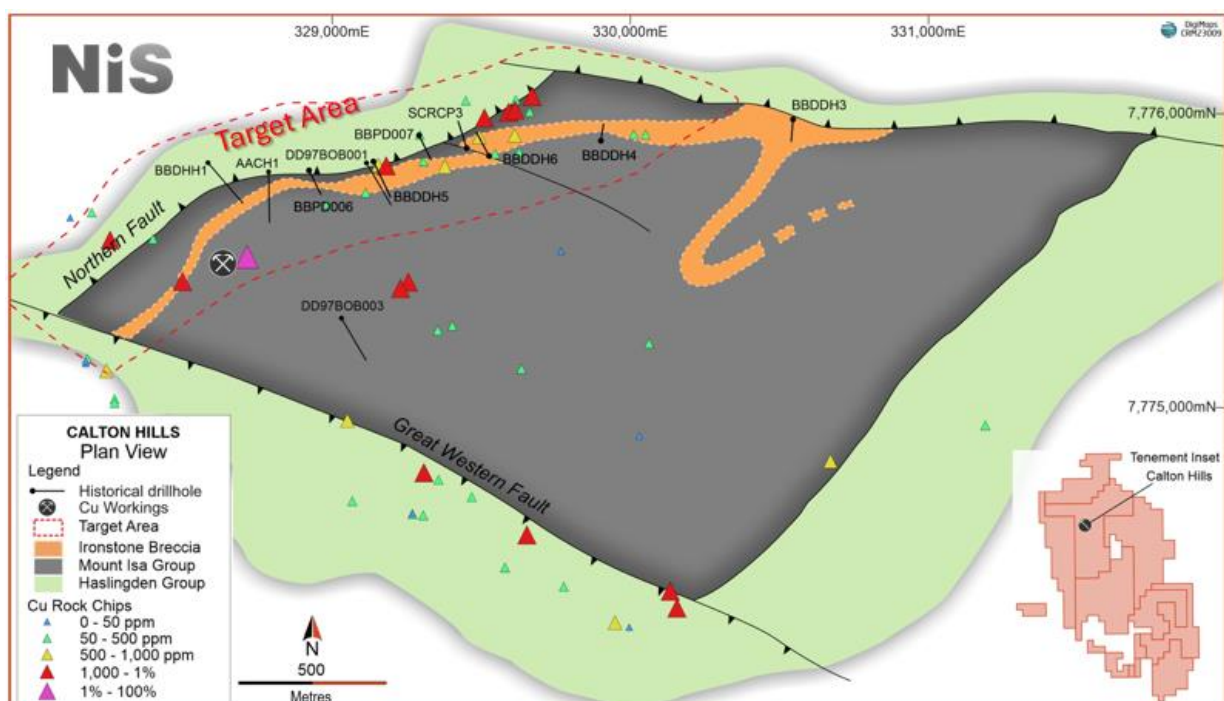 329,000mE
330,000mE
331,000mE
DigiMaps
CRM23009
NiS
Target Area
7,776,000mN
SCRCP3
BBDDH3
BBPD007
DD97BOB001
BBDHH1
AACH1
BBDDH4
BBDDH6
BBDDH5
BBPD006
Northern Fault
DD97BOB003
7,775,000mN
Great Western Fault
CALTON HILLS
Plan View
Legend
Historical drillhole
Cu Workings
Target Area
Ironstone Breccia
Mount Isa Group
Haslingden Group
Cu Rock Chips
0 - 50 ppm
50 - 500 ppm
500 - 1,000 ppm
1,000 - 1%
1% - 100%
N
500
Metres
Tenement Inset
Calton Hills